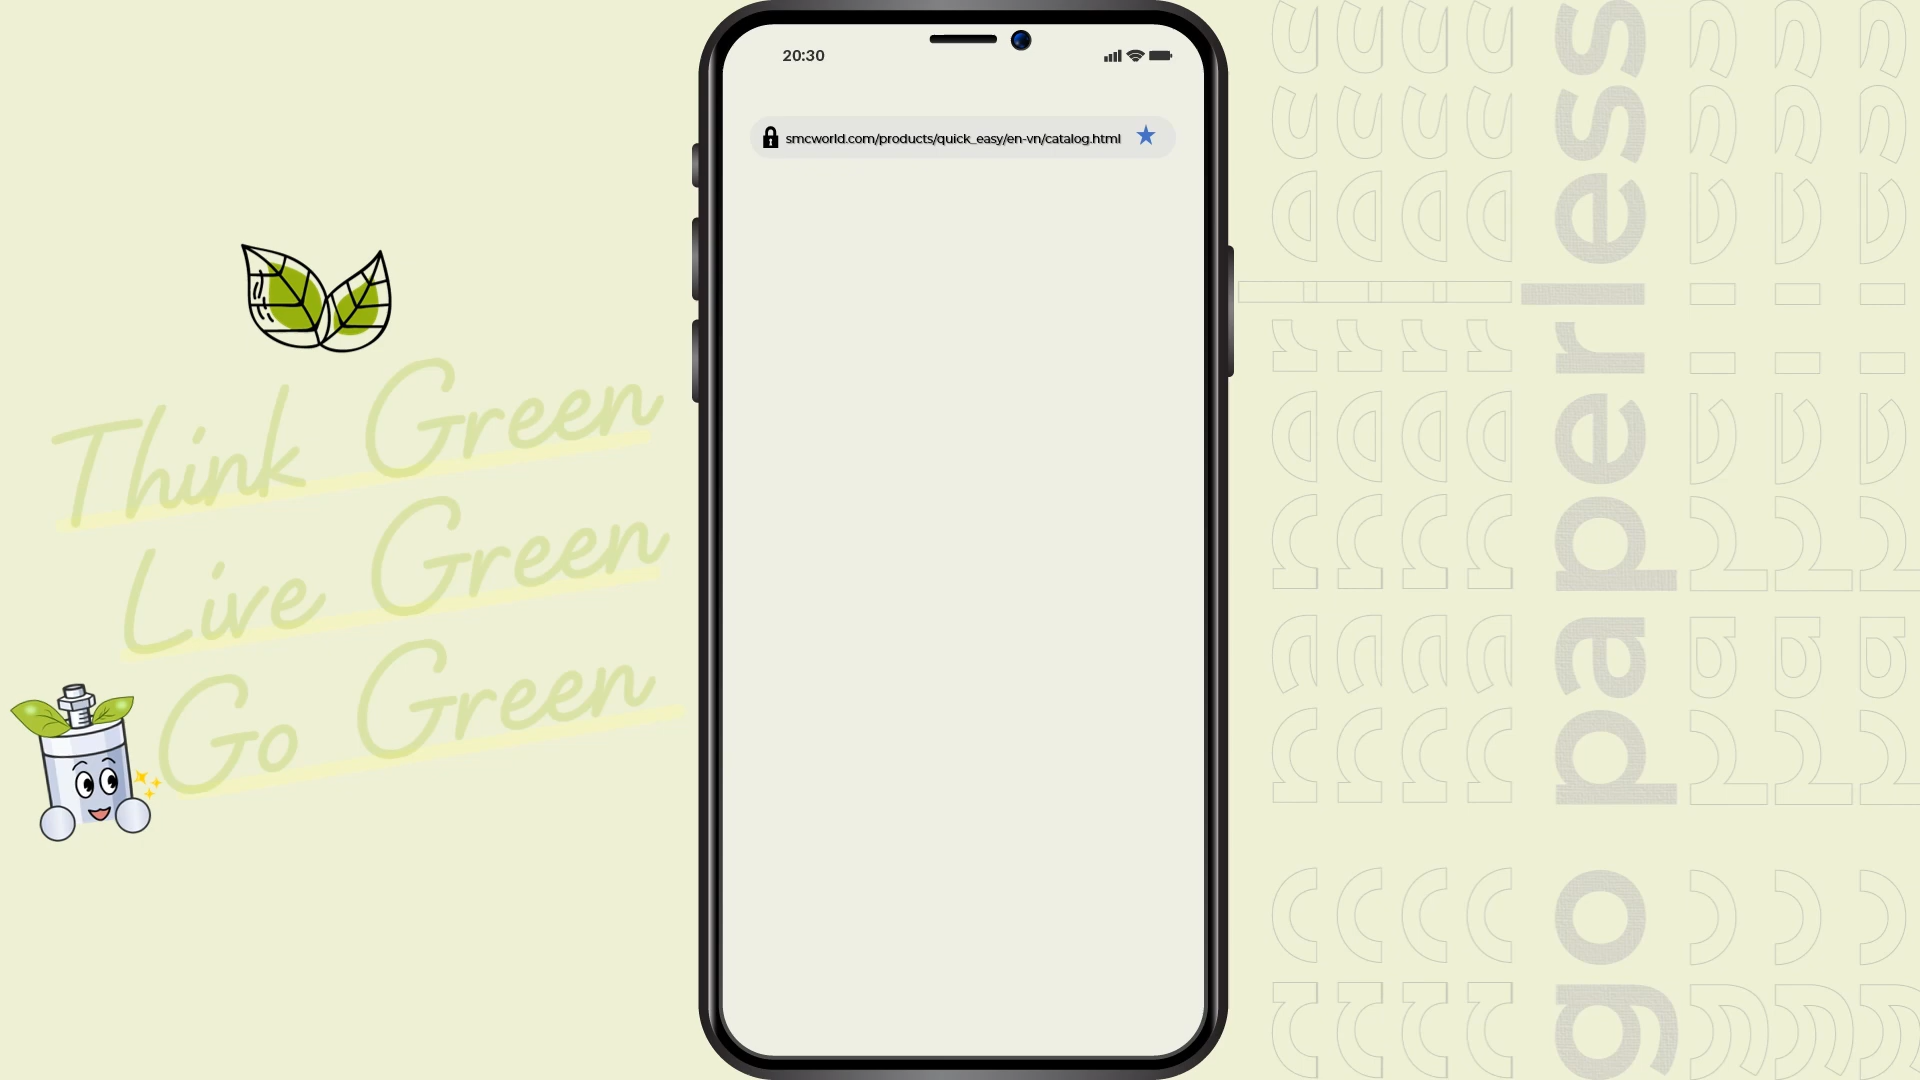 20:30
smcworld.com/products/quick_easy/en-vn/catalog.html
Think Green
Live Green
Go Green
go paperless